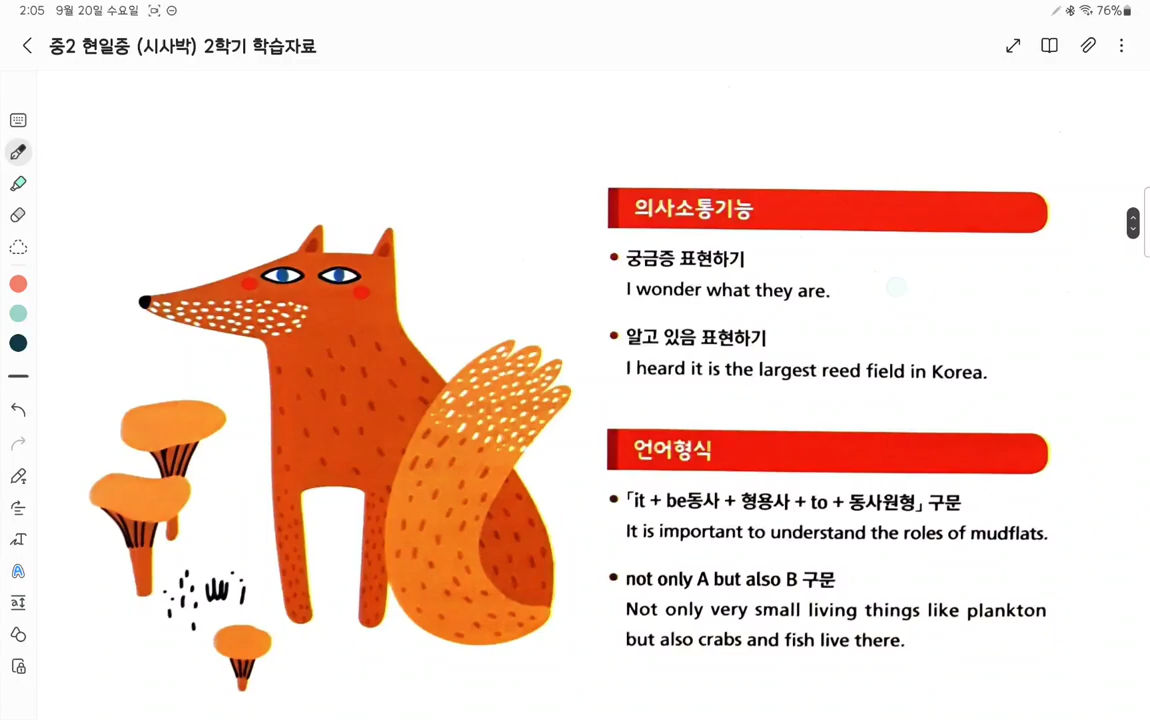 2:05 9월 20일 수요일 76%
중2 현일중 (시사박) 2학기 학습자료
의사소통기능
• 궁금증 표현하기
I wonder what they are.
• 알고 있음 표현하기
I heard it is the largest reed field in Korea.
언어형식
• 「it + be동사 + 형용사 + to + 동사원형」 구문
It is important to understand the roles of mudflats.
• not only A but also B 구문
Not only very small living things like plankton
but also crabs and fish live there.